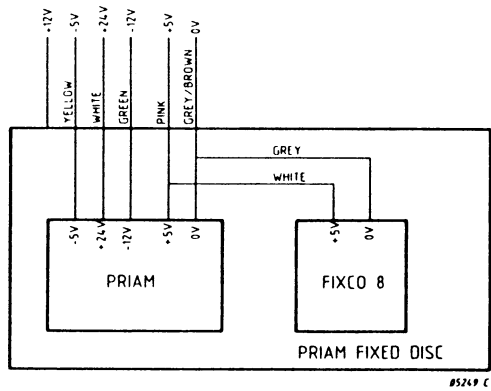 +12V
-5V
+24V
-12V
+5V
0V
YELLOW
WHITE
GREEN
PINK
GREY/BROWN
GREY
WHITE
-5V
+24V
-12V
+5V
0V
+5V
0V
PRIAM
FIXCO 8
PRIAM FIXED DISC
05249 C